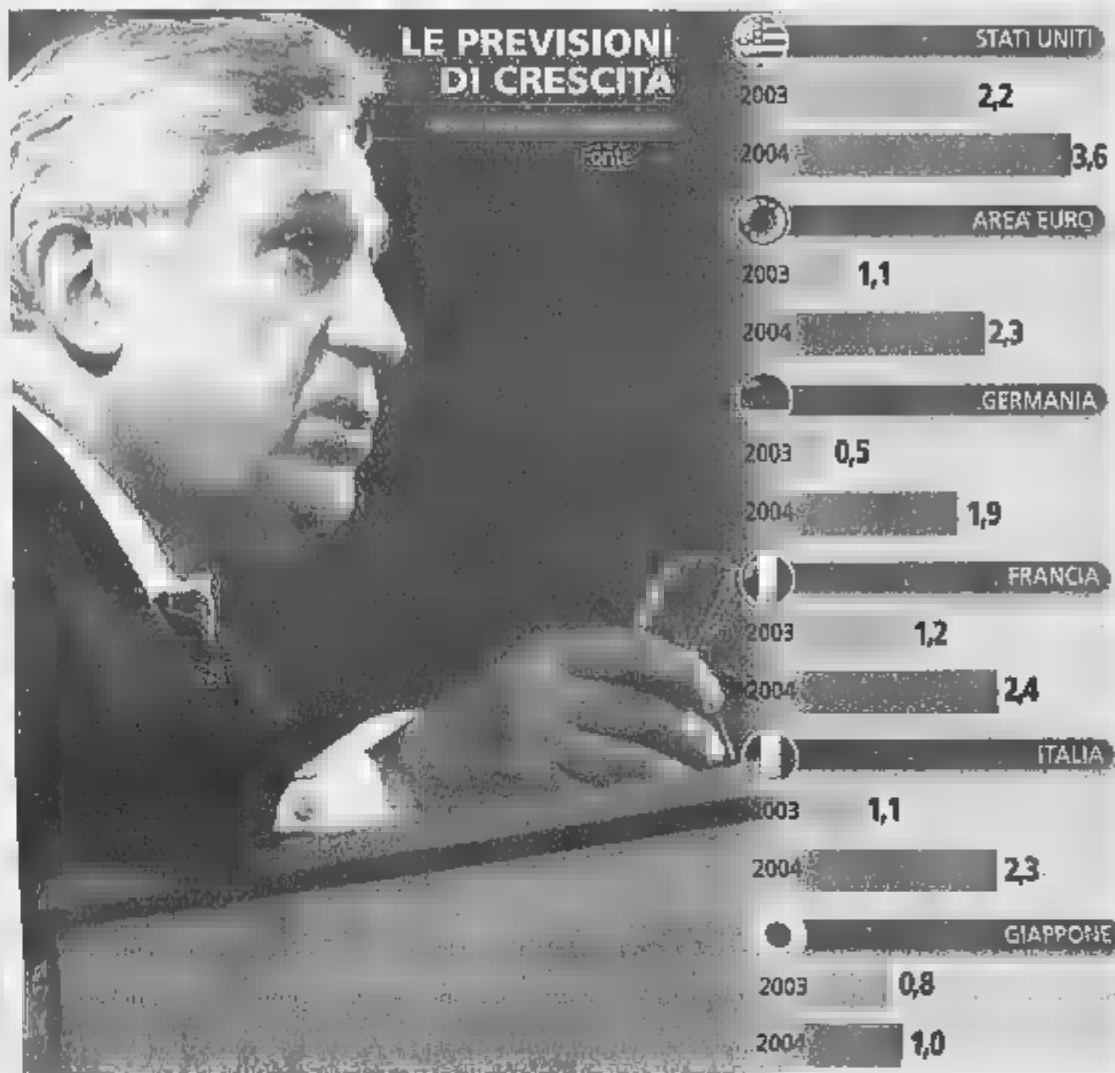 LE PREVISIONI
DI CRESCITA
Fonte
STATI UNITI
2003 2,2
2004 3,6
AREA EURO
2003 1,1
2004 2,3
GERMANIA
2003 0,5
2004 1,9
FRANCIA
2003 1,2
2004 2,4
ITALIA
2003 1,1
2004 2,3
GIAPPONE
2003 0,8
2004 1,0